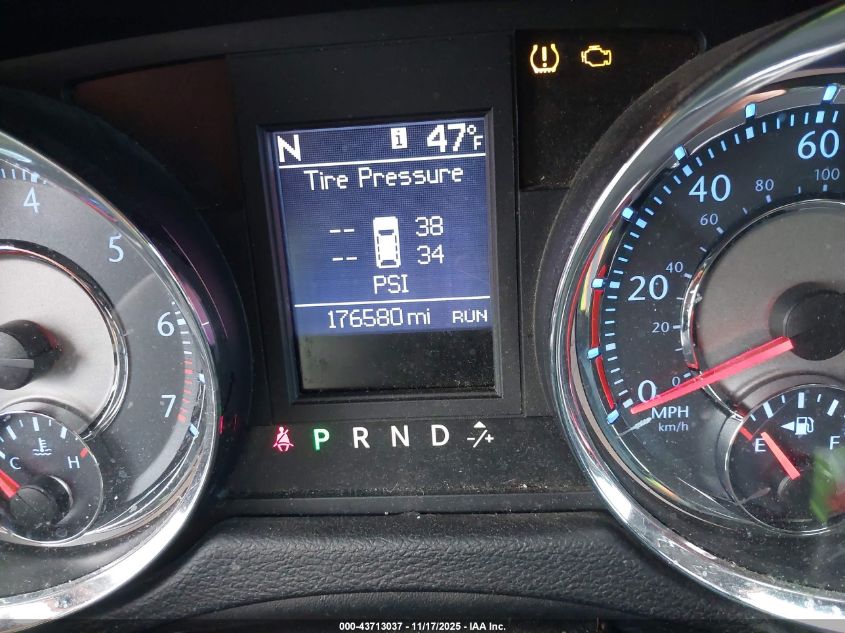 N i 47°F
Tire Pressure
-- 38
-- 34
PSI
176580 mi RUN
P R N D -/+
4
5
6
7
C H
0 20 40 60
0 20 40 60 80 100
MPH
km/h
E F
000-43713037 - 11/17/2025 - IAA Inc.